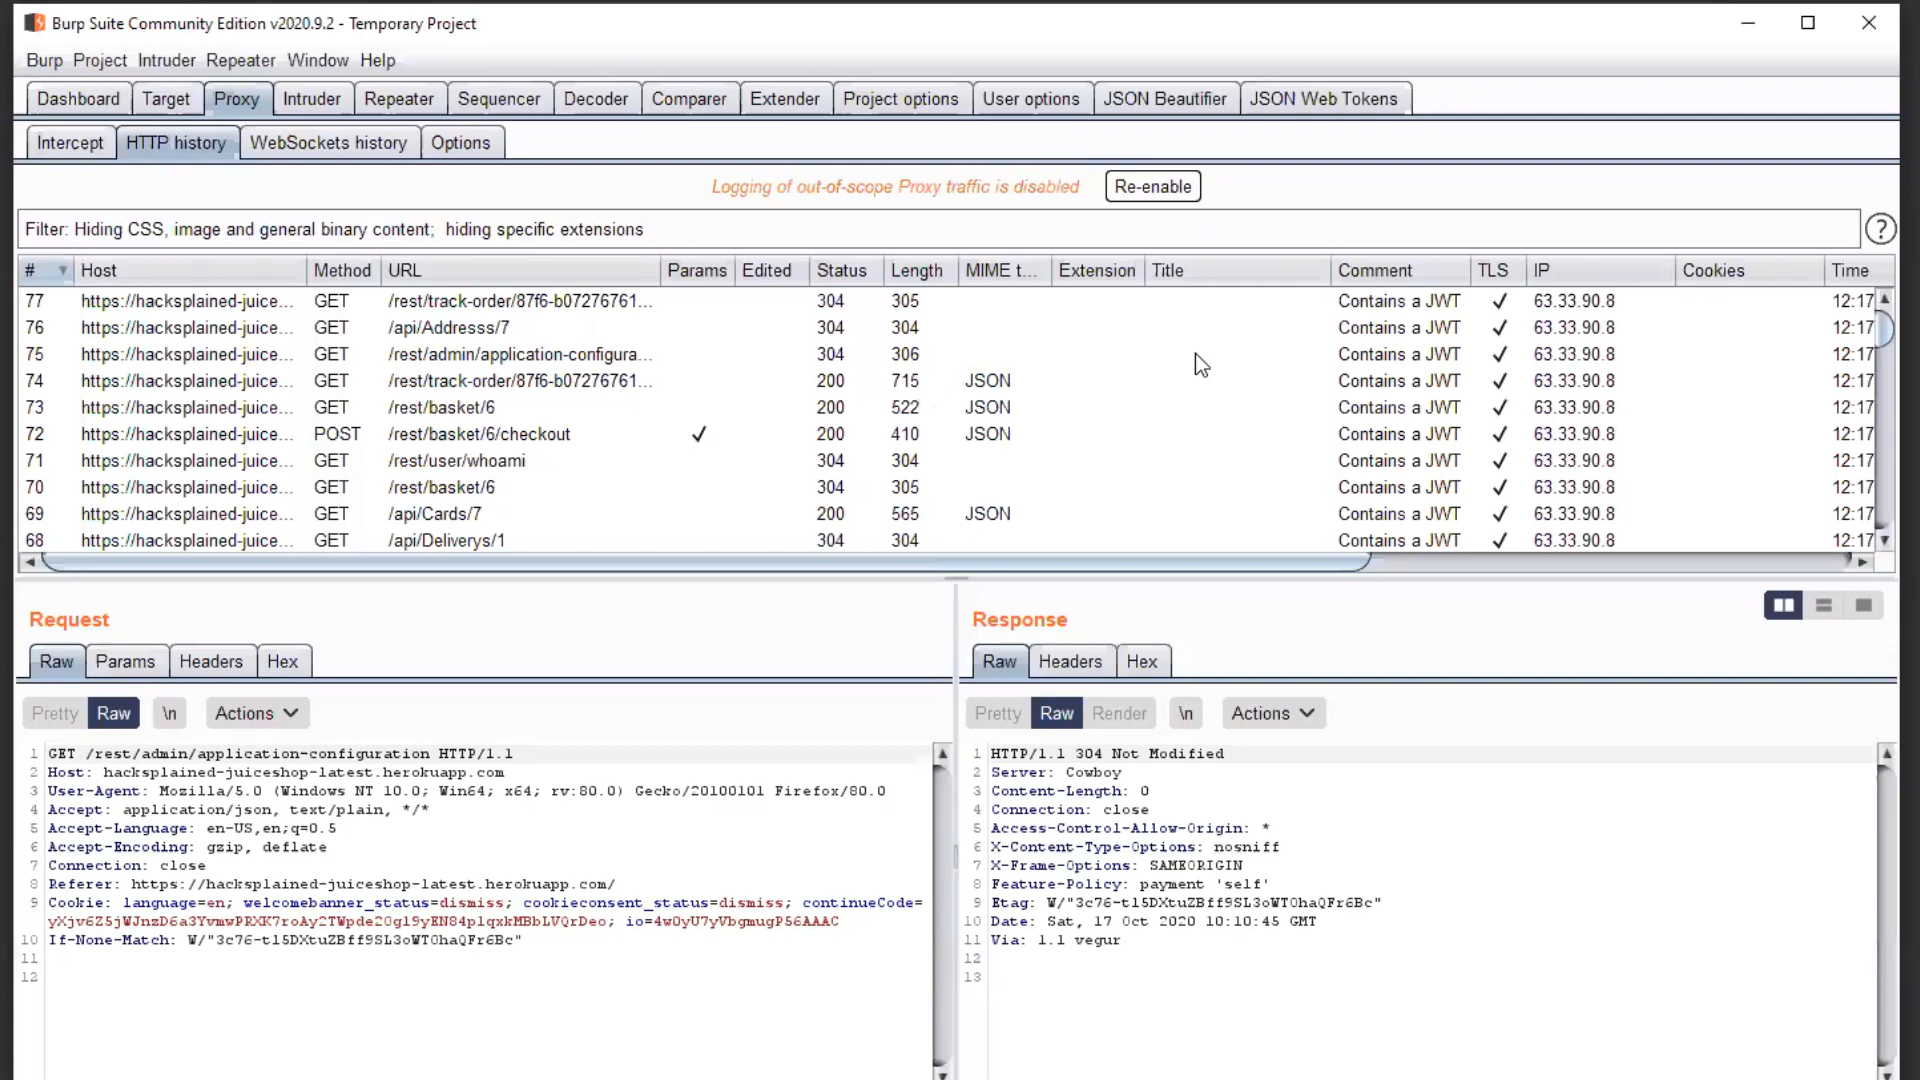 Burp Suite Community Edition v2020.9.2 - Temporary Project
Burp Project Intruder Repeater Window Help
Dashboard Target Proxy Intruder Repeater Sequencer Decoder Comparer Extender Project options User options JSON Beautifier JSON Web Tokens
Intercept HTTP history WebSockets history Options
Logging of out-of-scope Proxy traffic is disabled Re-enable
Filter: Hiding CSS, image and general binary content; hiding specific extensions ?
# Host Method URL Params Edited Status Length MIME t... Extension Title Comment TLS IP Cookies Time
77 https://hacksplained-juice... GET /rest/track-order/87f6-b07276761... 304 305 Contains a JWT ✓ 63.33.90.8 12:17
76 https://hacksplained-juice... GET /api/Addresss/7 304 304 Contains a JWT ✓ 63.33.90.8 12:17
75 https://hacksplained-juice... GET /rest/admin/application-configura... 304 306 Contains a JWT ✓ 63.33.90.8 12:17
74 https://hacksplained-juice... GET /rest/track-order/87f6-b07276761... 200 715 JSON Contains a JWT ✓ 63.33.90.8 12:17
73 https://hacksplained-juice... GET /rest/basket/6 200 522 JSON Contains a JWT ✓ 63.33.90.8 12:17
72 https://hacksplained-juice... POST /rest/basket/6/checkout ✓ 200 410 JSON Contains a JWT ✓ 63.33.90.8 12:17
71 https://hacksplained-juice... GET /rest/user/whoami 304 304 Contains a JWT ✓ 63.33.90.8 12:17
70 https://hacksplained-juice... GET /rest/basket/6 304 305 Contains a JWT ✓ 63.33.90.8 12:17
69 https://hacksplained-juice... GET /api/Cards/7 200 565 JSON Contains a JWT ✓ 63.33.90.8 12:17
68 https://hacksplained-juice... GET /api/Deliverys/1 304 304 Contains a JWT ✓ 63.33.90.8 12:17
Request
Raw Params Headers Hex
Pretty Raw \n Actions
1 GET /rest/admin/application-configuration HTTP/1.1
2 Host: hacksplained-juiceshop-latest.herokuapp.com
3 User-Agent: Mozilla/5.0 (Windows NT 10.0; Win64; x64; rv:80.0) Gecko/20100101 Firefox/80.0
4 Accept: application/json, text/plain, */*
5 Accept-Language: en-US,en;q=0.5
6 Accept-Encoding: gzip, deflate
7 Connection: close
8 Referer: https://hacksplained-juiceshop-latest.herokuapp.com/
9 Cookie: language=en; welcomebanner_status=dismiss; cookieconsent_status=dismiss; continueCode=
yXjv6Z5jWJnzD6a3YvmwPRXK7roAy2TWpde20gl9yEN84plqxkMBbLVQrDeo; io=4w0yU7yVbgmugP56AAAC
10 If-None-Match: W/"3c76-tl5DXtuZBff9SL3oWT0haQFr6Bc"
11
12
Response
Raw Headers Hex
Pretty Raw Render \n Actions
1 HTTP/1.1 304 Not Modified
2 Server: Cowboy
3 Content-Length: 0
4 Connection: close
5 Access-Control-Allow-Origin: *
6 X-Content-Type-Options: nosniff
7 X-Frame-Options: SAMEORIGIN
8 Feature-Policy: payment 'self'
9 Etag: W/"3c76-tl5DXtuZBff9SL3oWT0haQFr6Bc"
10 Date: Sat, 17 Oct 2020 10:10:45 GMT
11 Via: 1.1 vegur
12
13